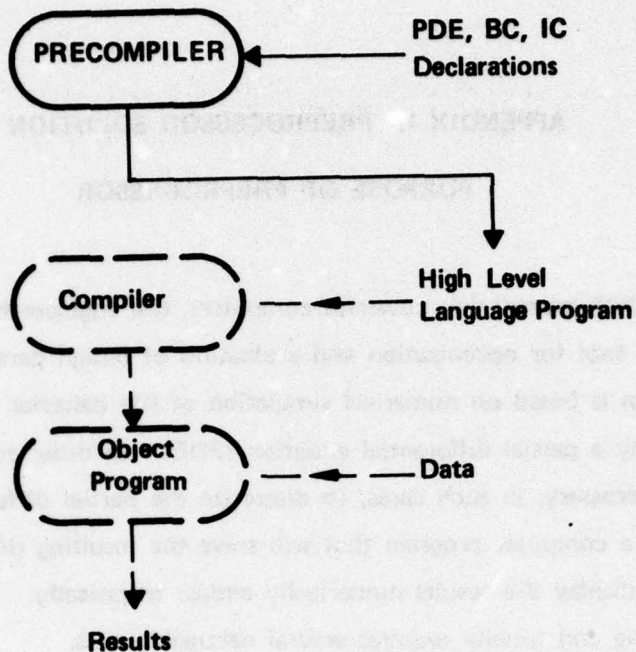 PRECOMPILER
PDE, BC, IC
Declarations
High Level
Language Program
Compiler
Object
Program
Data
Results